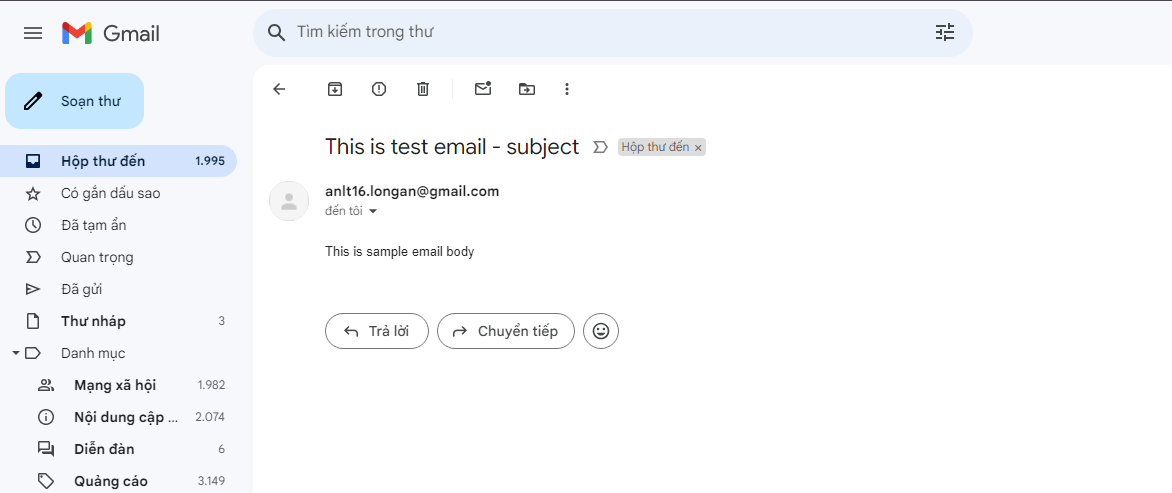 Gmail
Tìm kiếm trong thư
Soạn thư
Hộp thư đến 1.995
Có gắn dấu sao
Đã tạm ẩn
Quan trọng
Đã gửi
Thư nháp 3
Danh mục
Mạng xã hội 1.982
Nội dung cập ... 2.074
Diễn đàn 6
Quảng cáo 3.149
This is test email - subject Hộp thư đến ×
anlt16.longan@gmail.com
đến tôi
This is sample email body
Trả lời Chuyển tiếp